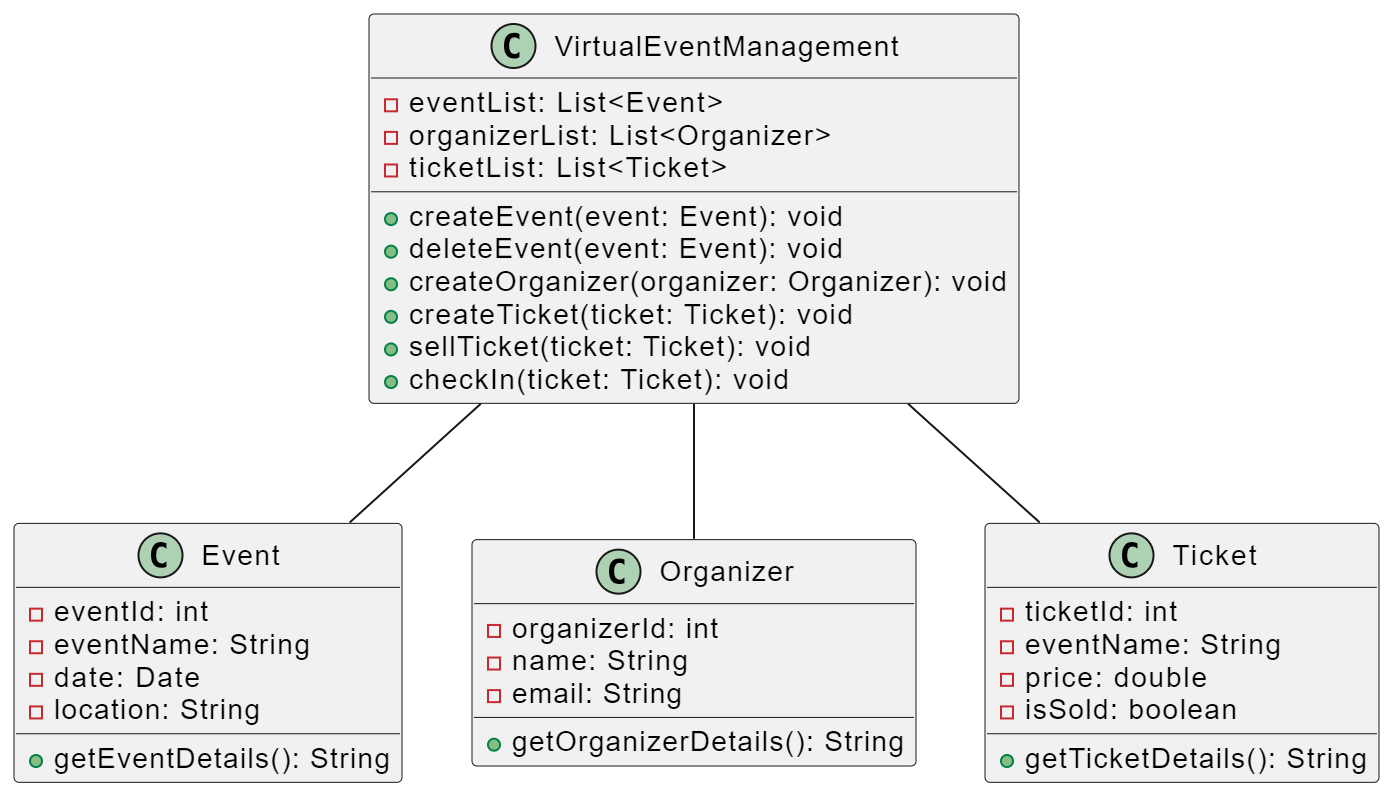 C VirtualEventManagement
eventList: List<Event>
organizerList: List<Organizer>
ticketList: List<Ticket>
createEvent(event: Event): void
deleteEvent(event: Event): void
createOrganizer(organizer: Organizer): void
createTicket(ticket: Ticket): void
sellTicket(ticket: Ticket): void
checkIn(ticket: Ticket): void
C Event
eventId: int
eventName: String
date: Date
location: String
getEventDetails(): String
C Organizer
organizerId: int
name: String
email: String
getOrganizerDetails(): String
C Ticket
ticketId: int
eventName: String
price: double
isSold: boolean
getTicketDetails(): String